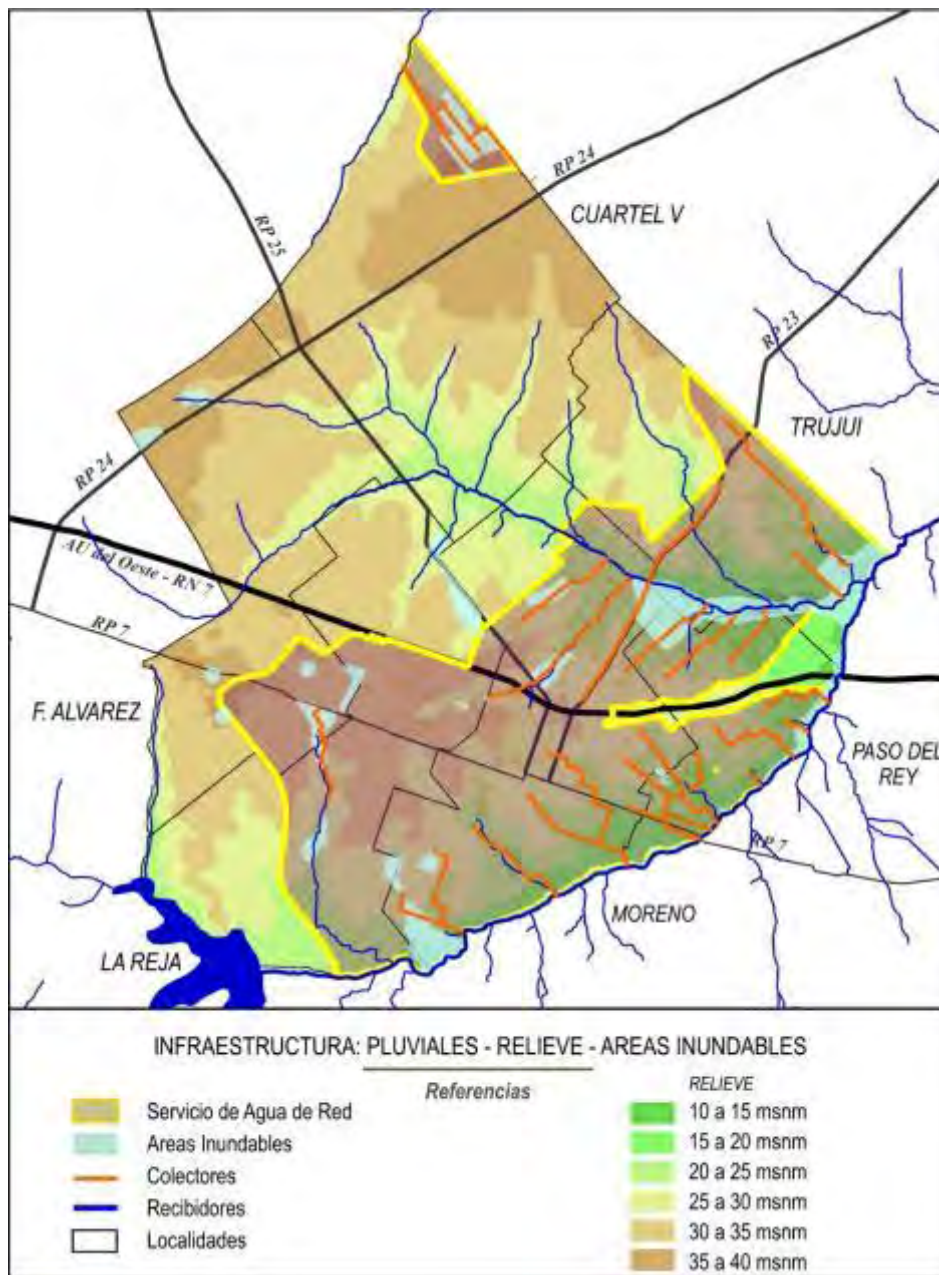 RP 24
CUARTEL V
RP 25
RP 23
TRUJUI
RP 24
AU del Oeste - RN 7
RP 7
F. ALVAREZ
PASO DEL
REY
RP 7
MORENO
LA REJA
INFRAESTRUCTURA: PLUVIALES - RELIEVE - AREAS INUNDABLES
Referencias
RELIEVE
Servicio de Agua de Red
Areas Inundables
Colectores
Recibidores
Localidades
10 a 15 msnm
15 a 20 msnm
20 a 25 msnm
25 a 30 msnm
30 a 35 msnm
35 a 40 msnm